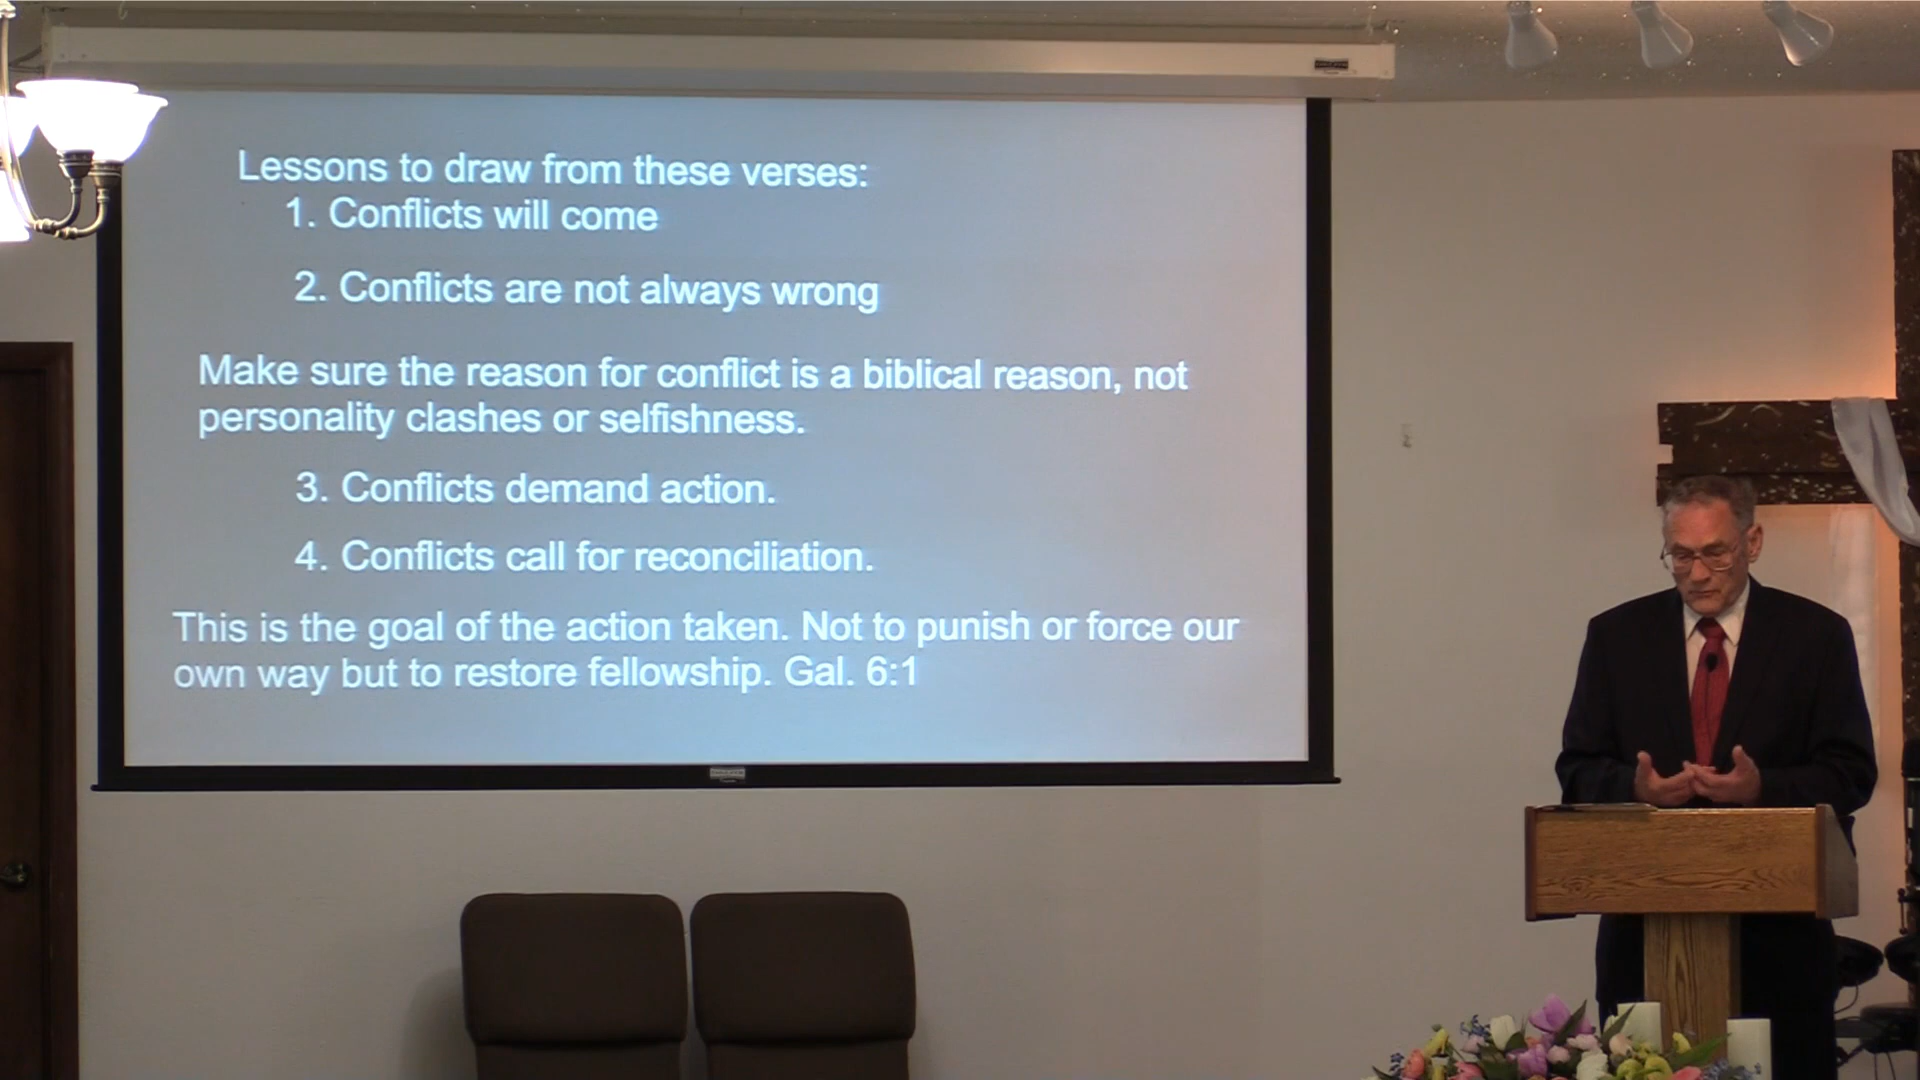 Lessons to draw from these verses:
1. Conflicts will come
2. Conflicts are not always wrong
Make sure the reason for conflict is a biblical reason, not
personality clashes or selfishness.
3. Conflicts demand action.
4. Conflicts call for reconciliation.
This is the goal of the action taken. Not to punish or force our
own way but to restore fellowship. Gal. 6:1